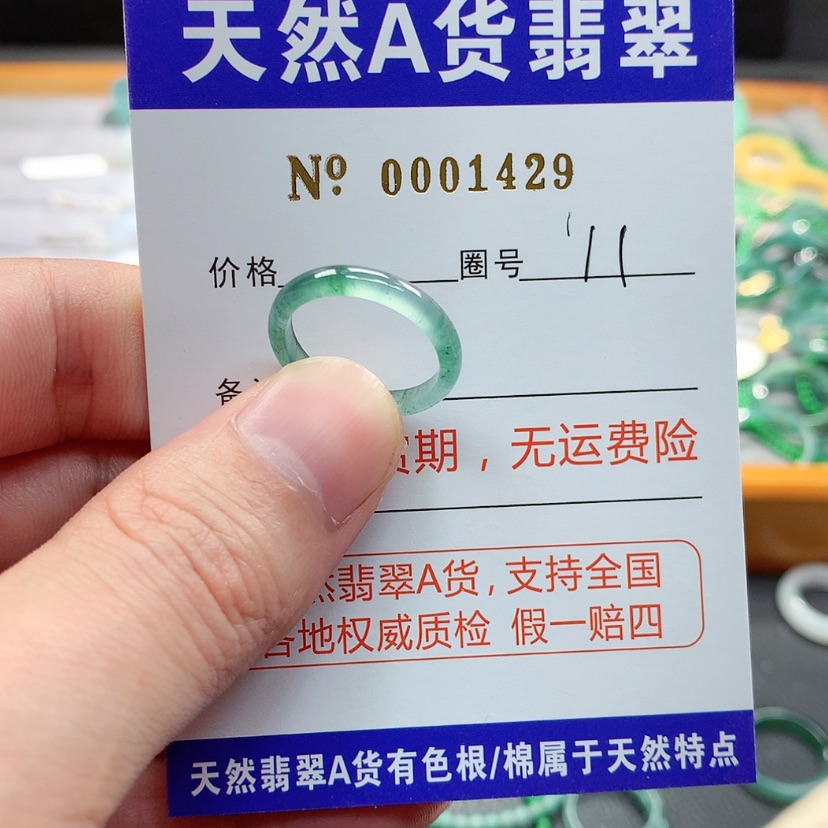 天然A货翡翠
Nº 0001429
价格 圈号 11
备
赏期，无运费险
然翡翠A货，支持全国
各地权威质检 假一赔四
天然翡翠A货有色根/棉属于天然特点